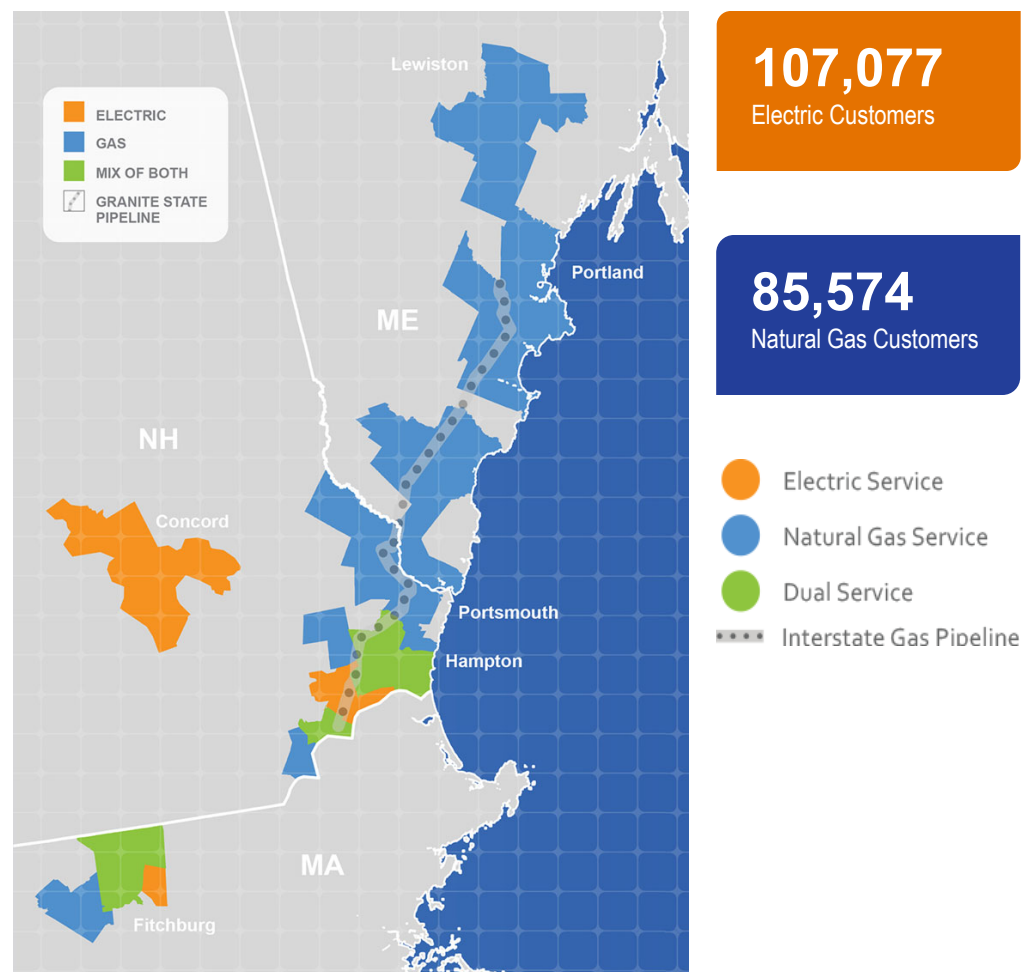 Lewiston
ELECTRIC
GAS
MIX OF BOTH
GRANITE STATE
PIPELINE
Portland
ME
NH
Concord
Portsmouth
Hampton
MA
Fitchburg
107,077
Electric Customers
85,574
Natural Gas Customers
Electric Service
Natural Gas Service
Dual Service
Interstate Gas Pipeline